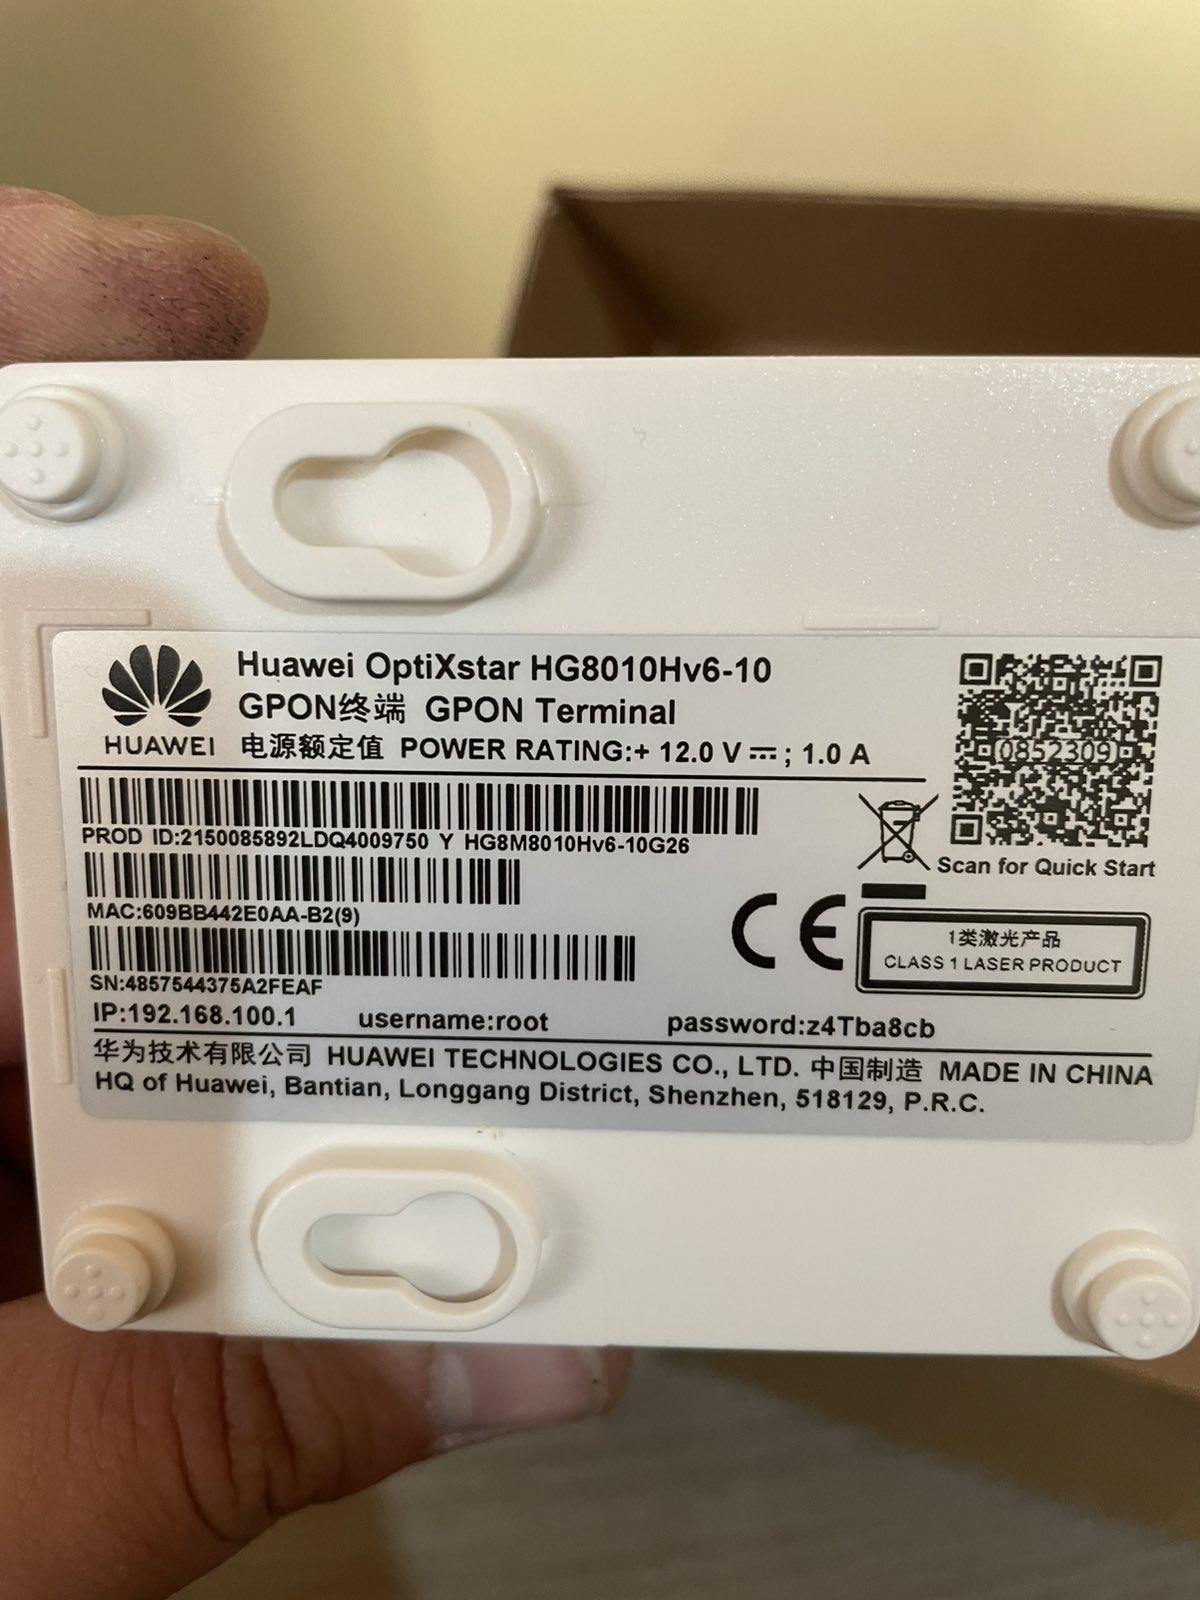 Huawei OptiXstar HG8010Hv6-10
GPON终端 GPON Terminal
HUAWEI
电源额定值 POWER RATING:+ 12.0 V ⎓; 1.0 A
0852309
PROD ID:2150085892LDQ4009750 Y HG8M8010Hv6-10G26
Scan for Quick Start
MAC:609BB442E0AA-B2(9)
CE
1类激光产品
CLASS 1 LASER PRODUCT
SN:4857544375A2FEAF
IP:192.168.100.1 username:root password:z4Tba8cb
华为技术有限公司 HUAWEI TECHNOLOGIES CO., LTD. 中国制造 MADE IN CHINA
HQ of Huawei, Bantian, Longgang District, Shenzhen, 518129, P.R.C.